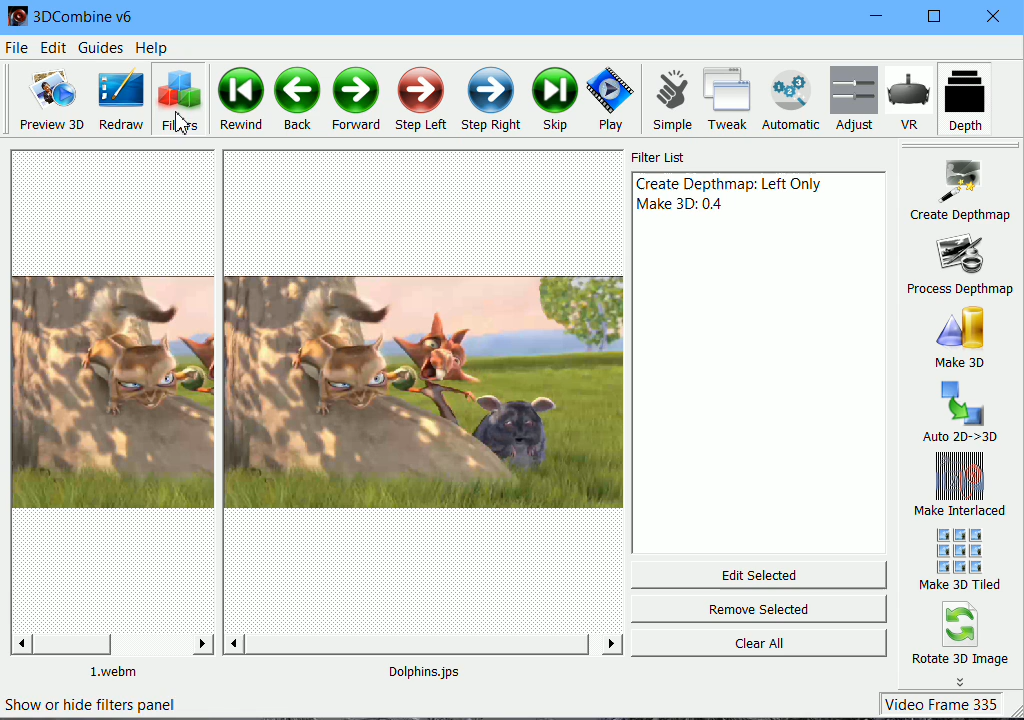 3DCombine v6
File Edit Guides Help
Preview 3D Redraw Filters Rewind Back Forward Step Left Step Right Skip Play Simple Tweak Automatic Adjust VR Depth
Filter List
Create Depthmap: Left Only
Make 3D: 0.4
Edit Selected
Remove Selected
Clear All
Create Depthmap
Process Depthmap
Make 3D
Auto 2D->3D
Make Interlaced
Make 3D Tiled
Rotate 3D Image
1.webm Dolphins.jps
Show or hide filters panel Video Frame 335